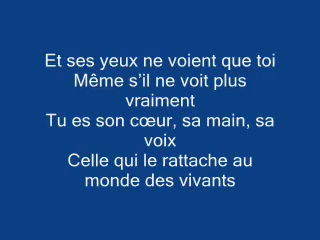 Et ses yeux ne voient que toi
Même s'il ne voit plus
vraiment
Tu es son cœur, sa main, sa
voix
Celle qui le rattache au
monde des vivants